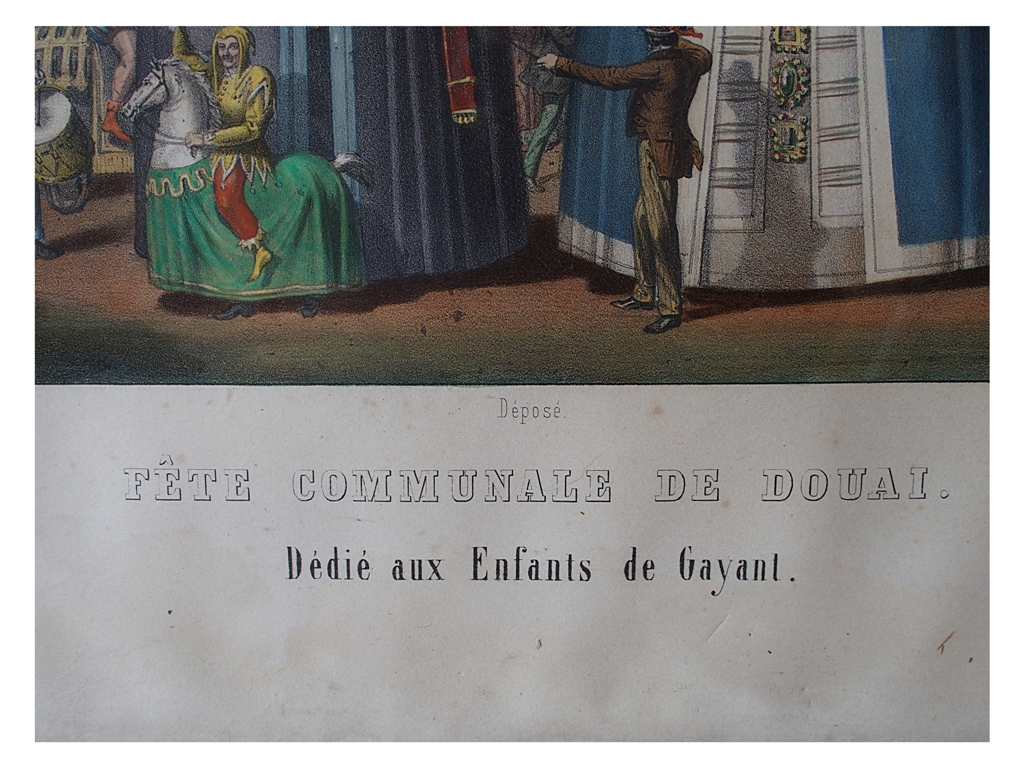 Déposé.
FÊTE COMMUNALE DE DOUAI.
Dédié aux Enfants de Gayant.